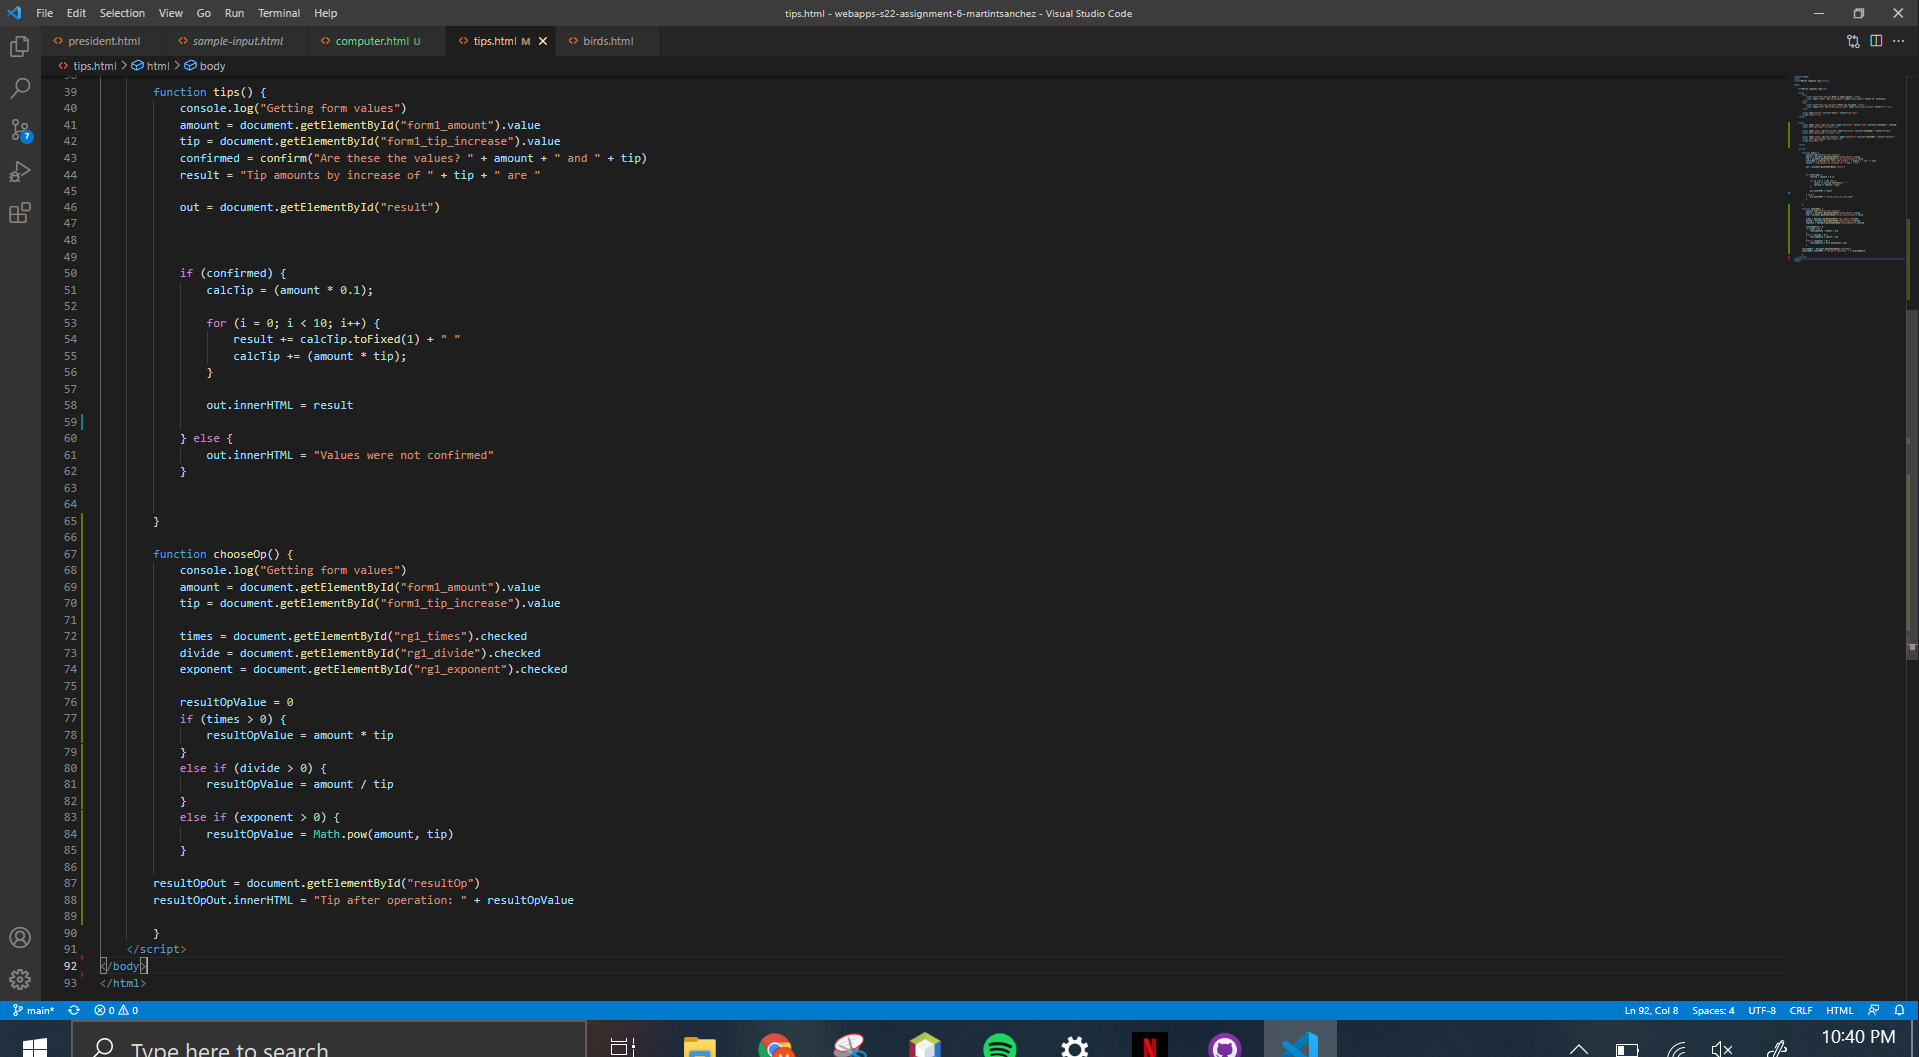 File Edit Selection View Go Run Terminal Help
tips.html - webapps-s22-assignment-6-martintsanchez - Visual Studio Code
president.html sample-input.html computer.html U tips.html M birds.html
tips.html > html > body
39 function tips() {
40 console.log("Getting form values")
41 amount = document.getElementById("form1_amount").value
42 tip = document.getElementById("form1_tip_increase").value
43 confirmed = confirm("Are these the values? " + amount + " and " + tip)
44 result = "Tip amounts by increase of " + tip + " are "
45
46 out = document.getElementById("result")
47
48
49
50 if (confirmed) {
51 calcTip = (amount * 0.1);
52
53 for (i = 0; i < 10; i++) {
54 result += calcTip.toFixed(1) + " "
55 calcTip += (amount * tip);
56 }
57
58 out.innerHTML = result
59
60 } else {
61 out.innerHTML = "Values were not confirmed"
62 }
63
64
65 }
66
67 function chooseOp() {
68 console.log("Getting form values")
69 amount = document.getElementById("form1_amount").value
70 tip = document.getElementById("form1_tip_increase").value
71
72 times = document.getElementById("rg1_times").checked
73 divide = document.getElementById("rg1_divide").checked
74 exponent = document.getElementById("rg1_exponent").checked
75
76 resultOpValue = 0
77 if (times > 0) {
78 resultOpValue = amount * tip
79 }
80 else if (divide > 0) {
81 resultOpValue = amount / tip
82 }
83 else if (exponent > 0) {
84 resultOpValue = Math.pow(amount, tip)
85 }
86
87 resultOpOut = document.getElementById("resultOp")
88 resultOpOut.innerHTML = "Tip after operation: " + resultOpValue
89
90 }
91 </script>
92 </body>
93 </html>
7
main* 0 0 Ln 92, Col 8 Spaces: 4 UTF-8 CRLF HTML
Type here to search
N
10:40 PM